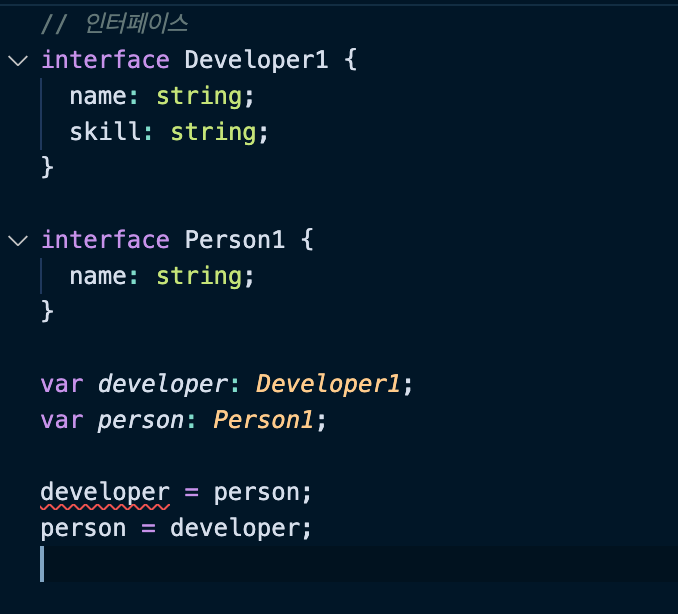 // 인터페이스
interface Developer1 {
name: string;
skill: string;
}
interface Person1 {
name: string;
}
var developer: Developer1;
var person: Person1;
developer = person;
person = developer;